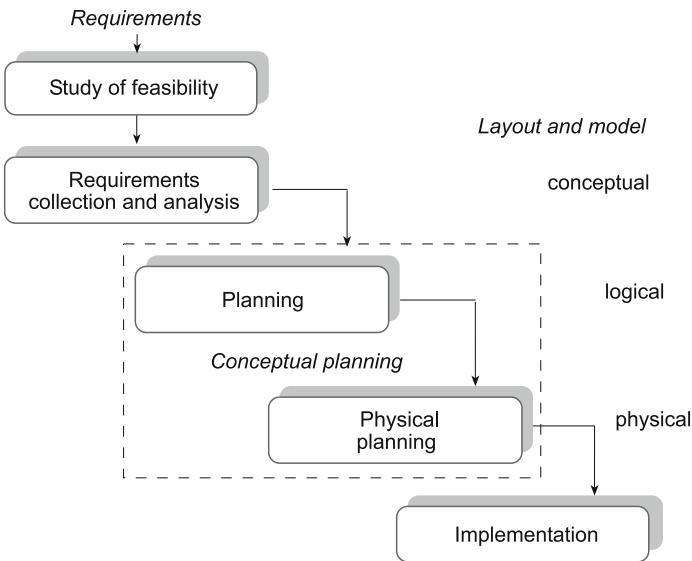 Requirements
Study of feasibility
Layout and model
Requirements
collection and analysis
conceptual
Planning
logical
Conceptual planning
Physical
planning
physical
Implementation